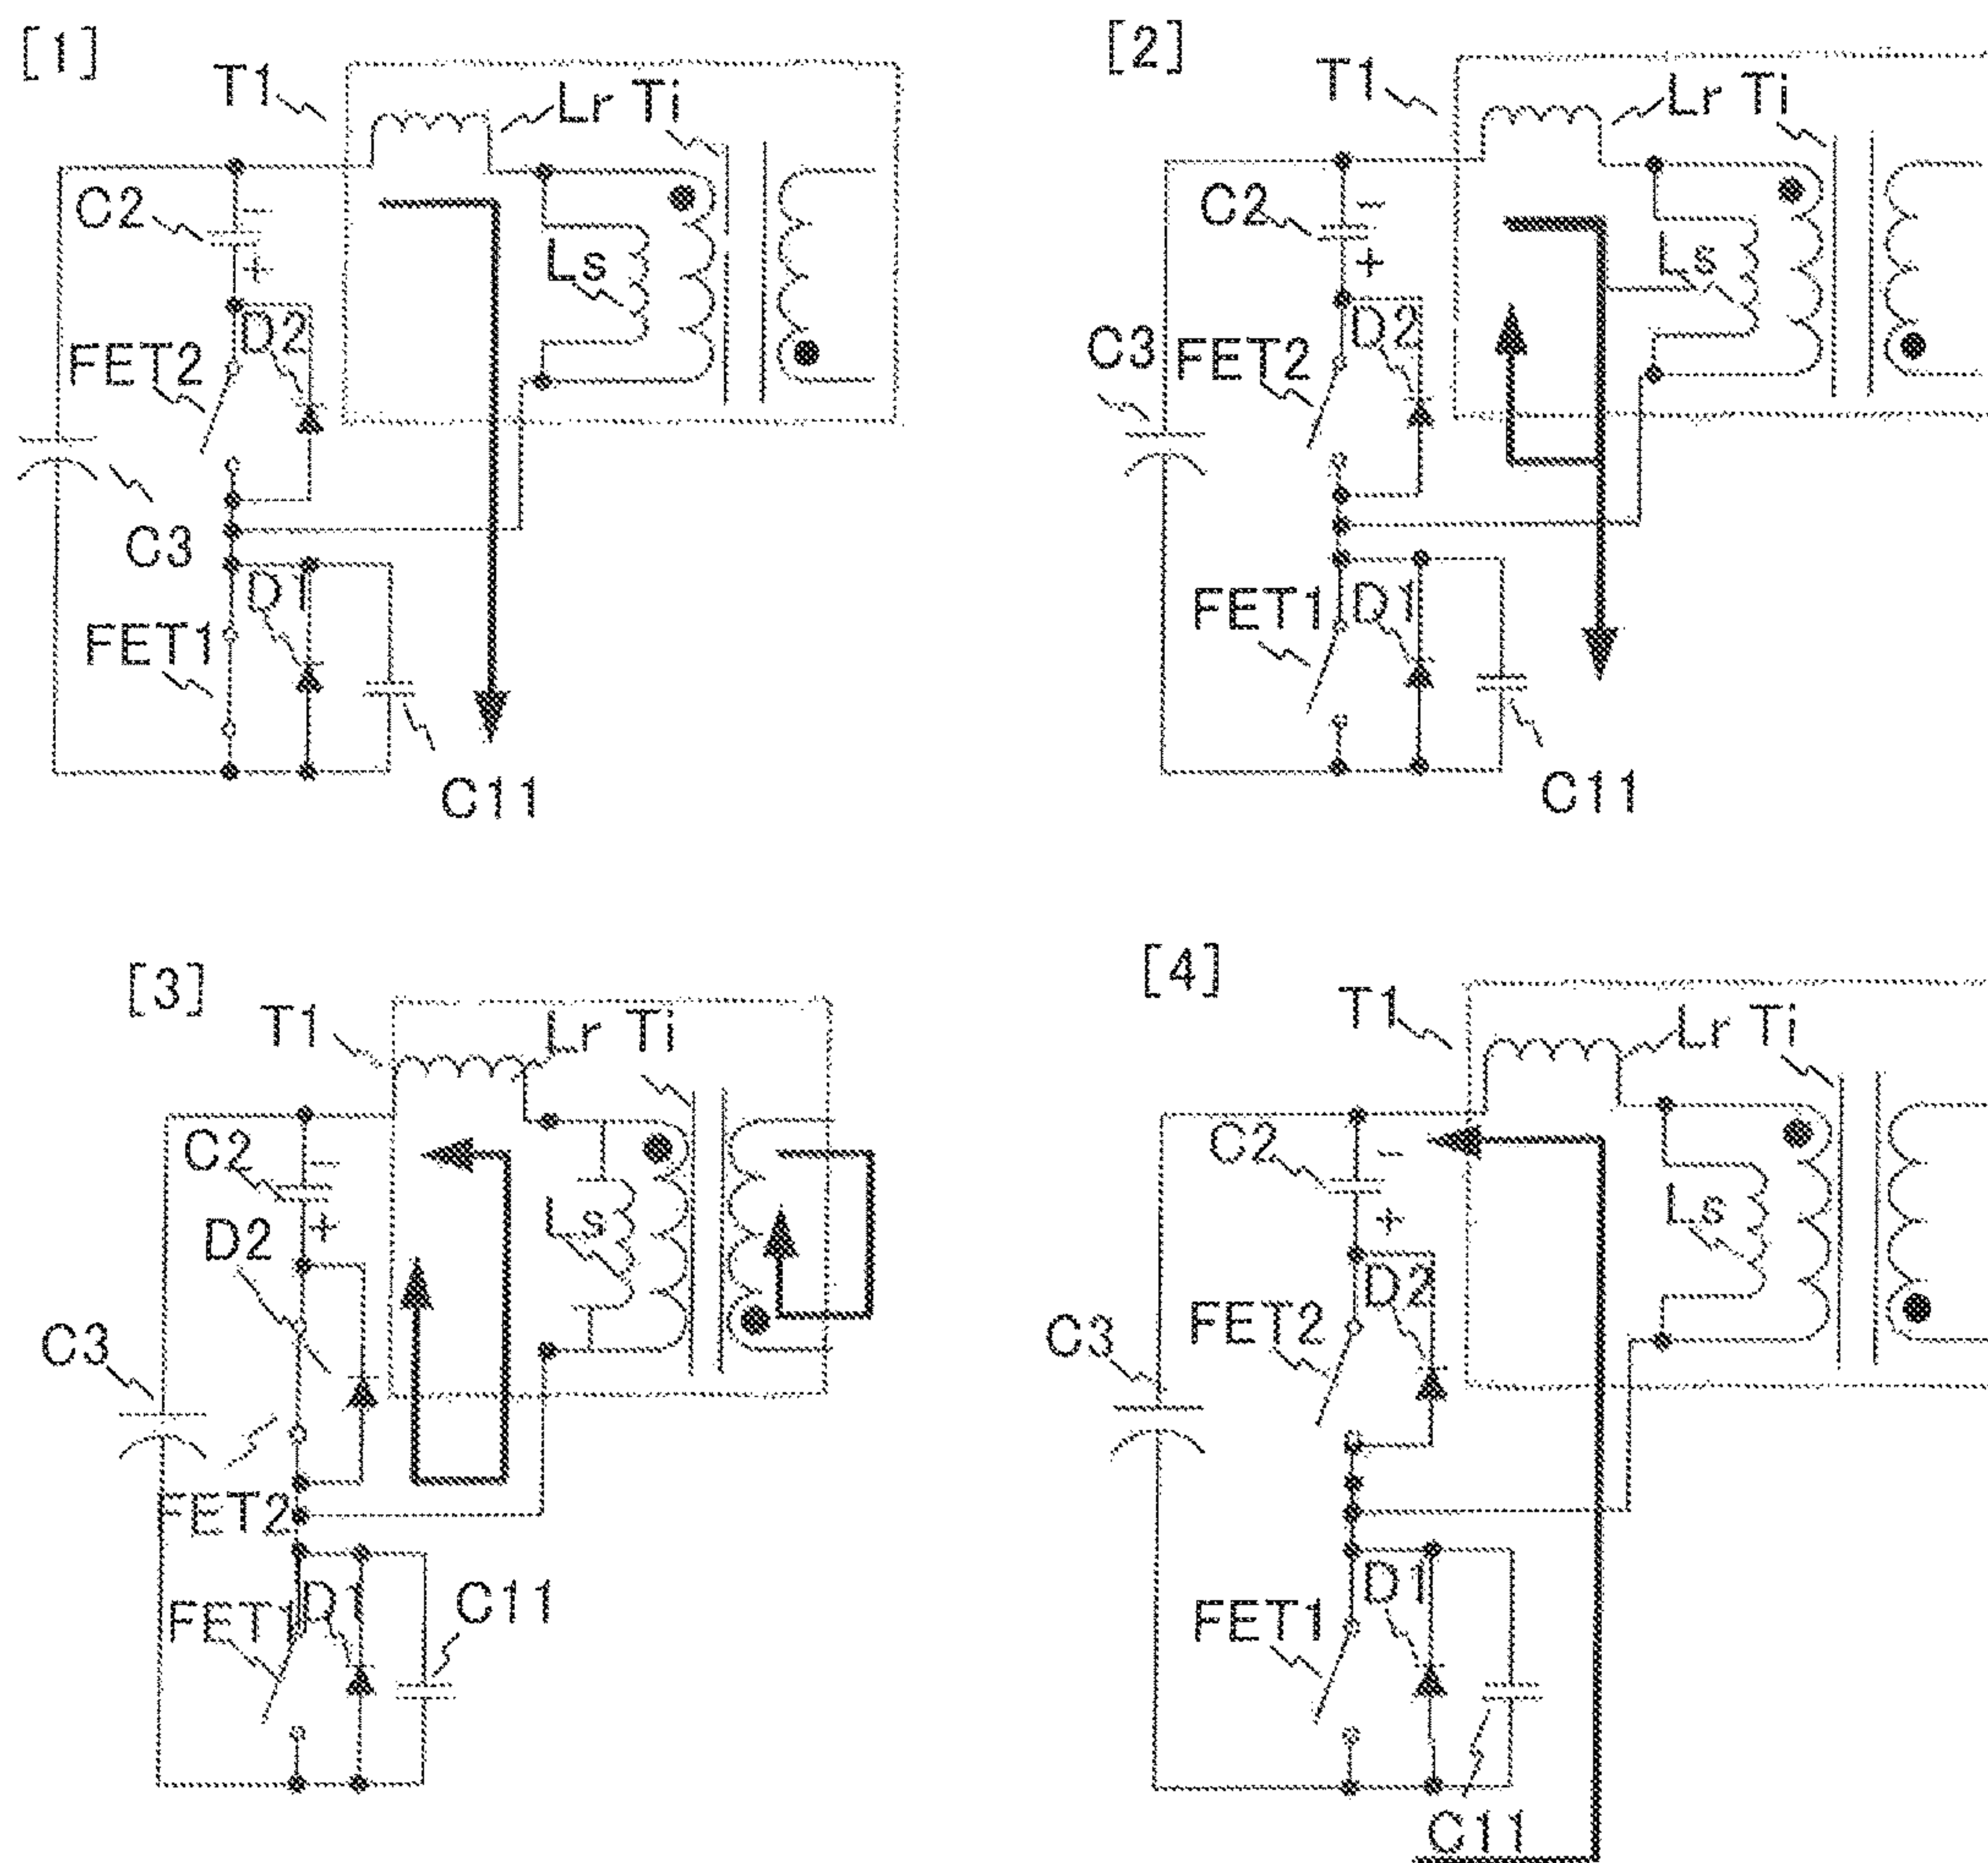 [1]
T1
Lr Ti
C2
−
+
Ls
D2
FET2
C3
D1
FET1
C11
[2]
T1
Lr Ti
C2
−
+
Ls
D2
C3
FET2
FET1
D1
C11
[3]
T1
Lr Ti
C2
−
+
Ls
D2
C3
FET2
FET1
D1
C11
[4]
T1
Lr Ti
C2
−
+
Ls
D2
C3
FET2
FET1
D1
C11